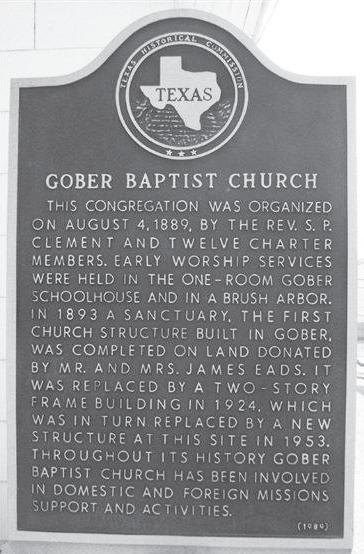 TEXAS HISTORICAL COMMISSION
TEXAS
GOBER BAPTIST CHURCH
THIS CONGREGATION WAS ORGANIZED
ON AUGUST 4, 1889, BY THE REV. S. P.
CLEMENT AND TWELVE CHARTER
MEMBERS. EARLY WORSHIP SERVICES
WERE HELD IN THE ONE-ROOM GOBER
SCHOOLHOUSE AND IN A BRUSH ARBOR.
IN 1893 A SANCTUARY, THE FIRST
CHURCH STRUCTURE BUILT IN GOBER,
WAS COMPLETED ON LAND DONATED
BY MR. AND MRS. JAMES EADS. IT
WAS REPLACED BY A TWO-STORY
FRAME BUILDING IN 1924, WHICH
WAS IN TURN REPLACED BY A NEW
STRUCTURE AT THIS SITE IN 1953.
THROUGHOUT ITS HISTORY GOBER
BAPTIST CHURCH HAS BEEN INVOLVED
IN DOMESTIC AND FOREIGN MISSIONS
SUPPORT AND ACTIVITIES.
(1989)